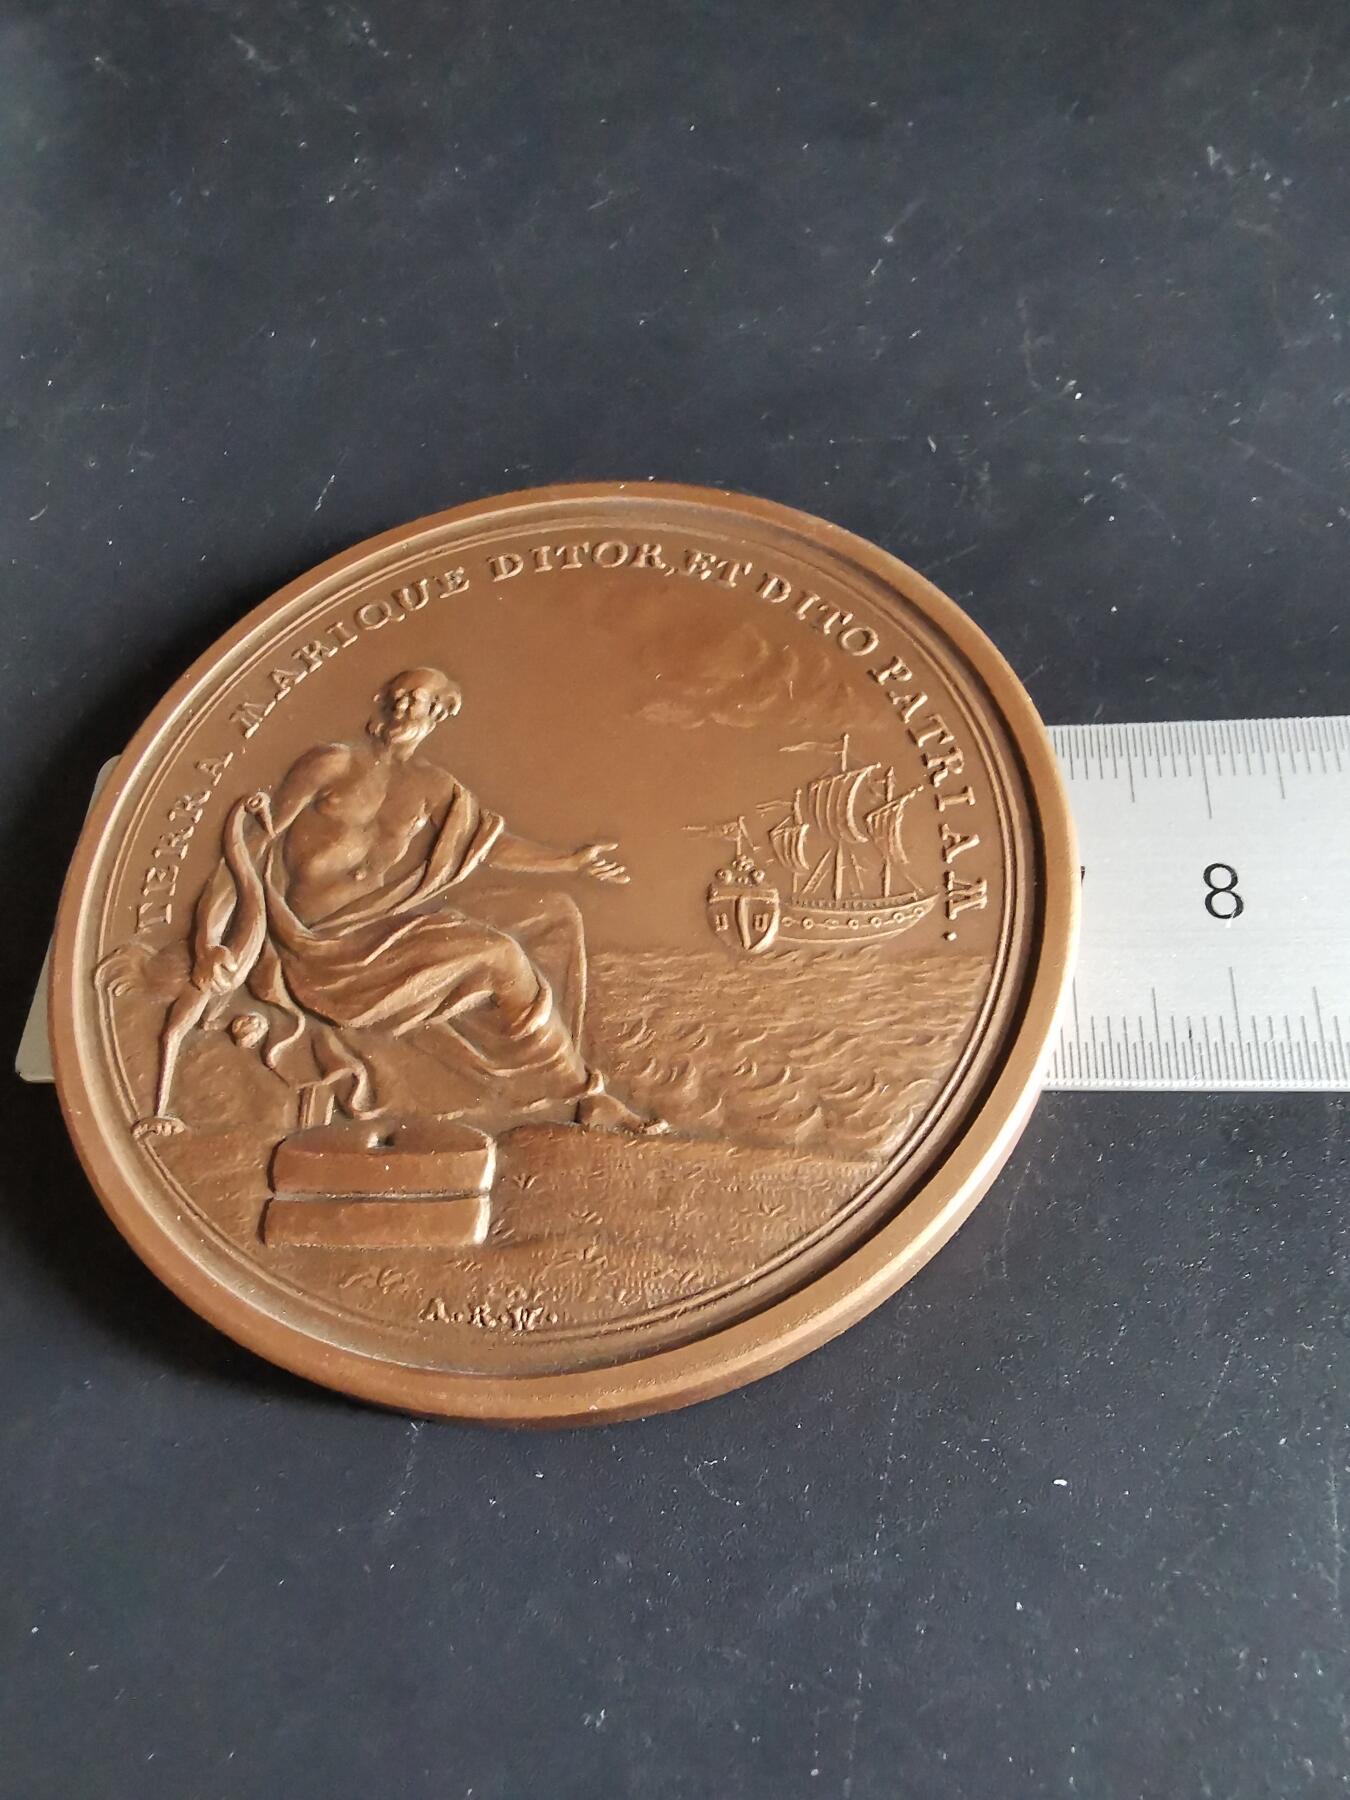 TERRA MARIQUE DITOR, ET DITO PATRIAM.
A.R.W.
8